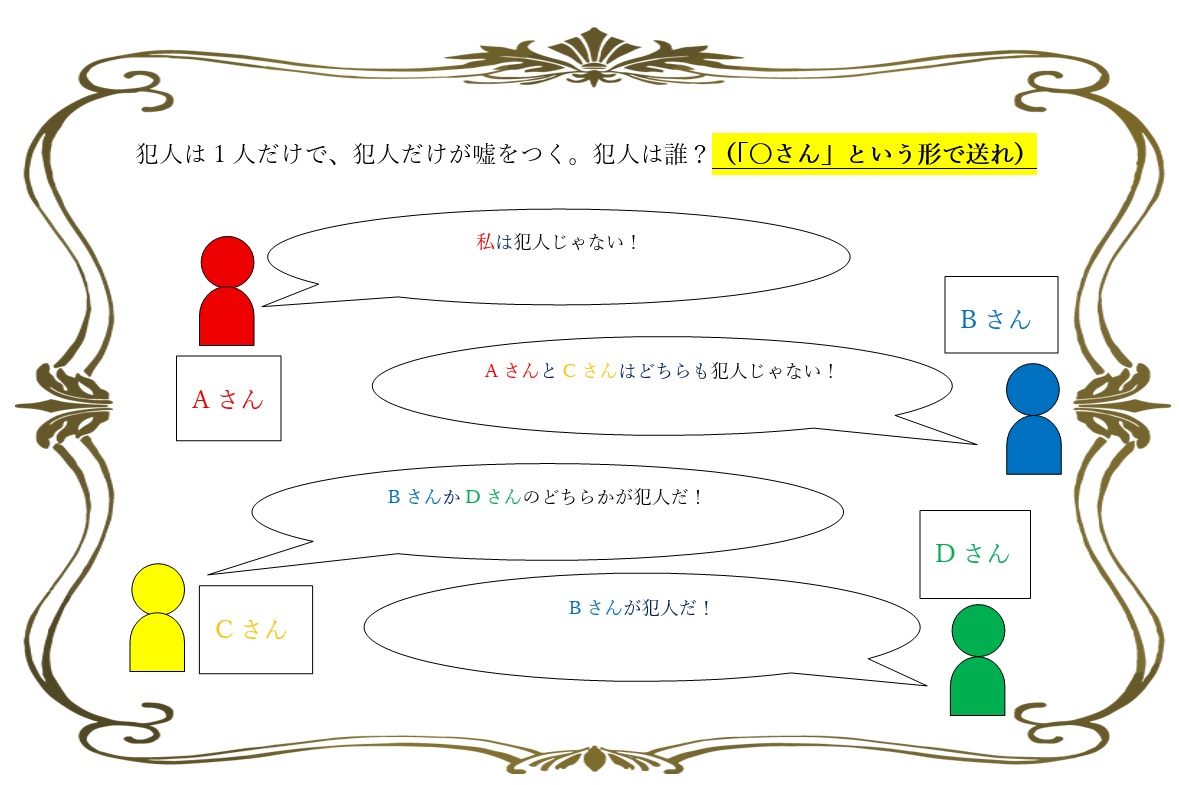 犯人は1人だけで、犯人だけが嘘をつく。犯人は誰？（「〇さん」という形で送れ）
私は犯人じゃない！
Aさん
Bさん
AさんとCさんはどちらも犯人じゃない！
BさんかDさんのどちらかが犯人だ！
Cさん
Dさん
Bさんが犯人だ！